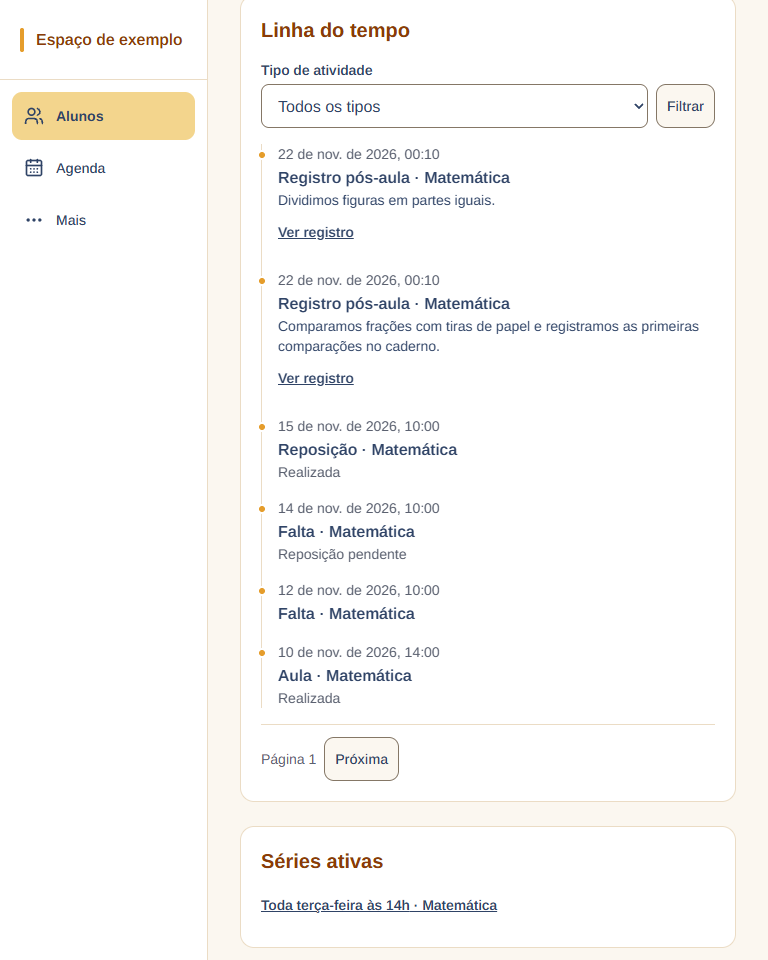 Espaço de exemplo
Alunos
Agenda
Mais
Linha do tempo
Tipo de atividade
Todos os tipos
Filtrar
22 de nov. de 2026, 00:10
Registro pós-aula · Matemática
Dividimos figuras em partes iguais.
Ver registro
22 de nov. de 2026, 00:10
Registro pós-aula · Matemática
Comparamos frações com tiras de papel e registramos as primeiras
comparações no caderno.
Ver registro
15 de nov. de 2026, 10:00
Reposição · Matemática
Realizada
14 de nov. de 2026, 10:00
Falta · Matemática
Reposição pendente
12 de nov. de 2026, 10:00
Falta · Matemática
10 de nov. de 2026, 14:00
Aula · Matemática
Realizada
Página 1
Próxima
Séries ativas
Toda terça-feira às 14h · Matemática